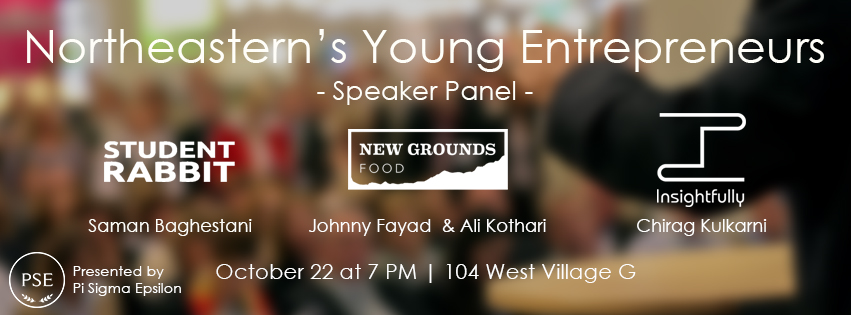 Northeastern's Young Entrepreneurs
- Speaker Panel -
STUDENT
RABBIT
NEW GROUNDS
FOOD
Insightfully
Saman Baghestani
Johnny Fayad & Ali Kothari
Chirag Kulkarni
PSE
Presented by
Pi Sigma Epsilon
October 22 at 7 PM | 104 West Village G